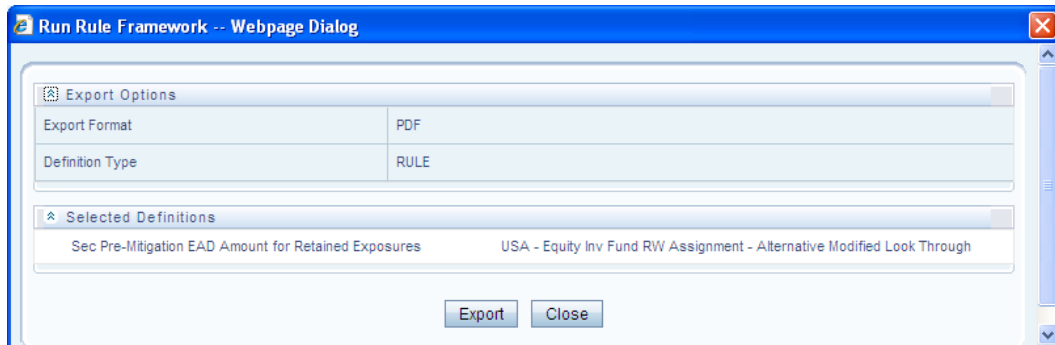 Run Rule Framework -- Webpage Dialog
Export Options
Export Format PDF
Definition Type RULE
Selected Definitions
Sec Pre-Mitigation EAD Amount for Retained Exposures USA - Equity Inv Fund RW Assignment - Alternative Modified Look Through
Export Close